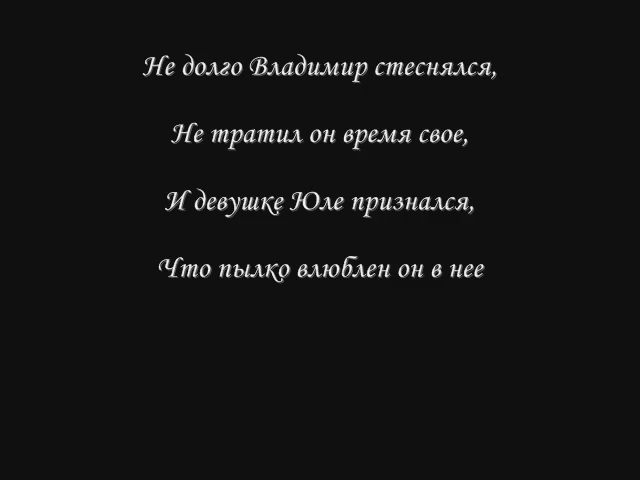 Не долго Владимир стеснялся,
Не тратил он время свое,
И девушке Юле признался,
Что пылко влюблен он в нее